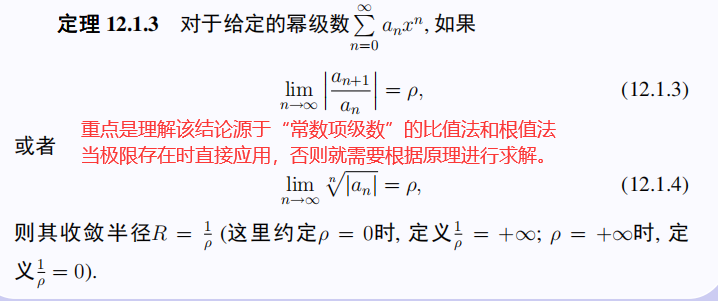 定理 12.1.3 对于给定的幂级数$\sum_{n=0}^{\infty} a_n x^n$, 如果
$\lim_{n\to\infty} \left|\frac{a_{n+1}}{a_n}\right| = \rho,$ (12.1.3)
重点是理解该结论源于“常数项级数”的比值法和根值法
或者
当极限存在时直接应用，否则就需要根据原理进行求解。
$\lim_{n\to\infty} \sqrt[n]{|a_n|} = \rho,$ (12.1.4)
则其收敛半径$R = \frac{1}{\rho}$ (这里约定$\rho = 0$时, 定义$\frac{1}{\rho} = +\infty$; $\rho = +\infty$时, 定
义$\frac{1}{\rho} = 0$).